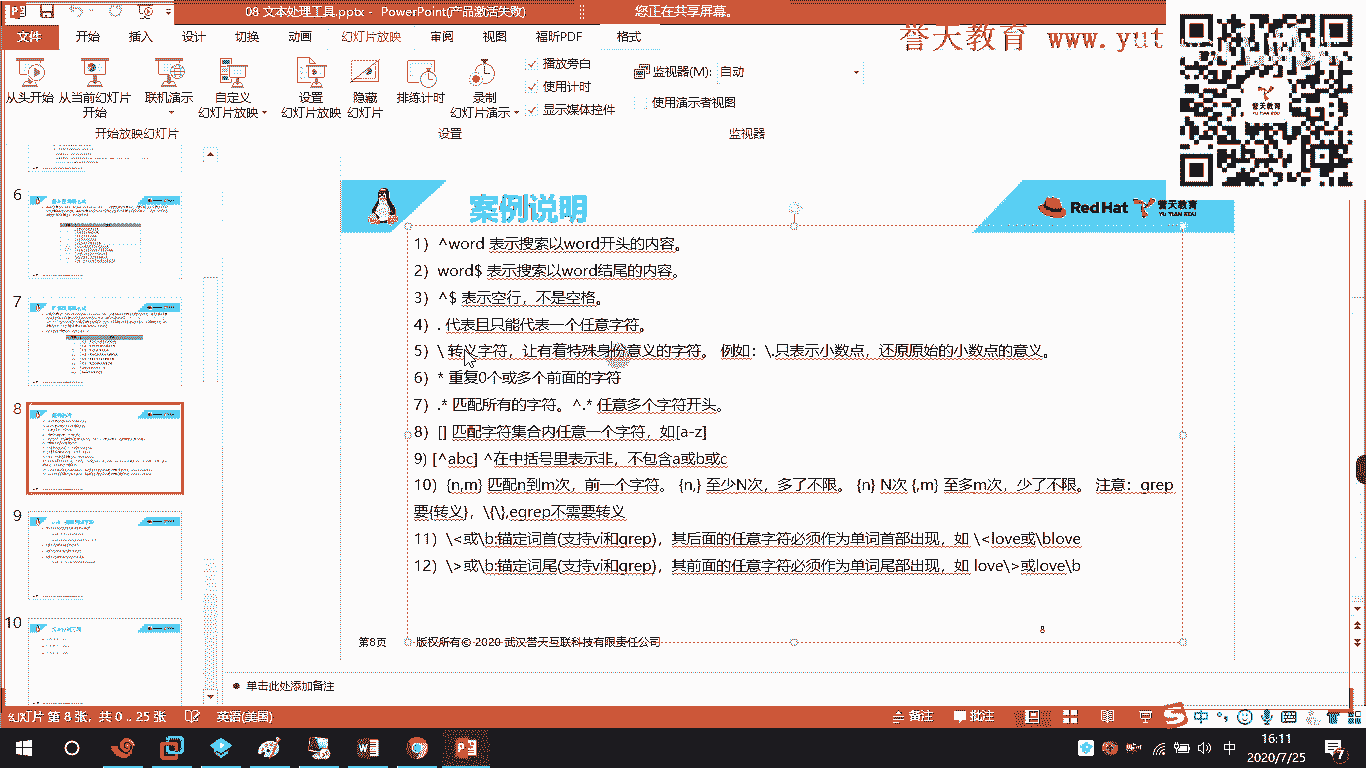 08 文本处理工具.pptx - PowerPoint(产品激活失败)
您正在共享屏幕。
文件 开始 插入 设计 切换 动画 幻灯片放映 审阅 视图 福昕PDF 格式
誉天教育 www.yut
从头开始 从当前幻灯片开始 联机演示 自定义幻灯片放映 设置幻灯片放映 隐藏幻灯片 排练计时 录制幻灯片演示
播放旁白
使用计时
显示媒体控件
监视器(M): 自动
使用演示者视图
开始放映幻灯片 设置 监视器
誉天教育
YU TIAN EDU
6
7
8
9
10
案例说明
Red Hat 誉天教育
YU TIAN EDU
1）^word 表示搜索以word开头的内容。
2）word$ 表示搜索以word结尾的内容。
3）^$ 表示空行，不是空格。
4）. 代表且只能代表一个任意字符。
5）\ 转义字符，让有着特殊身份意义的字符。 例如：\.只表示小数点，还原原始的小数点的意义。
6）* 重复0个或多个前面的字符
7）.* 匹配所有的字符。^.* 任意多个字符开头。
8）[] 匹配字符集合内任意一个字符，如[a-z]
9) [^abc] ^在中括号里表示非，不包含a或b或c
10）{n,m} 匹配n到m次，前一个字符。 {n,} 至少N次，多了不限。 {n} N次 {,m} 至多m次，少了不限。 注意：grep
要{转义}，\{\},egrep不需要转义
11）\<或\b:锚定词首(支持vi和grep)，其后面的任意字符必须作为单词首部出现，如 \<love或\blove
12）\>或\b:锚定词尾(支持vi和grep)，其前面的任意字符必须作为单词尾部出现，如 love\>或love\b
8
第8页 版权所有© 2020 武汉誉天互联科技有限责任公司
单击此处添加备注
幻灯片 第 8 张，共 0 .. 25 张 英语(美国) 备注 批注
中
中
16:11
2020/7/25
7